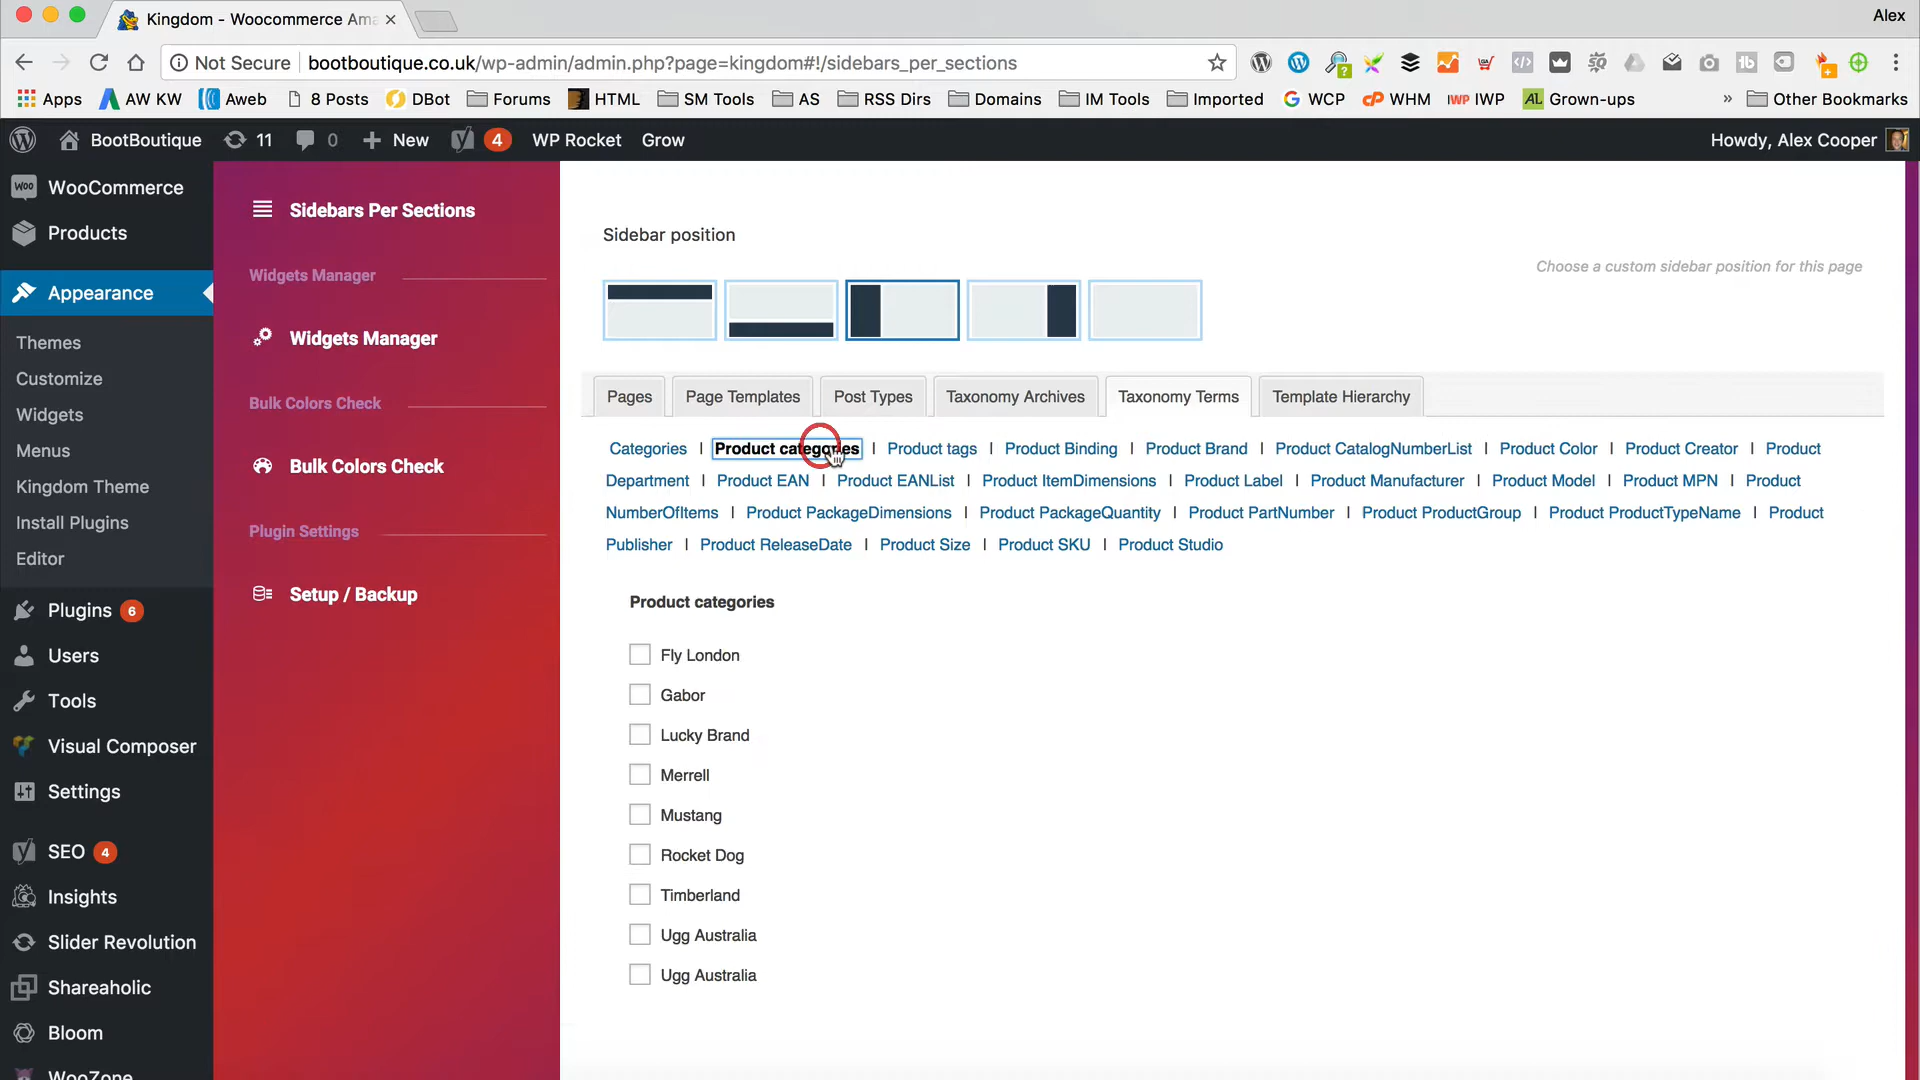 Kingdom - Woocommerce Ama
Alex
Not Secure bootboutique.co.uk/wp-admin/admin.php?page=kingdom#!/sidebars_per_sections
Apps AW KW Aweb 8 Posts DBot Forums HTML SM Tools AS RSS Dirs Domains IM Tools Imported WCP WHM IWP Grown-ups » Other Bookmarks
BootBoutique 11 0 New 4 WP Rocket Grow Howdy, Alex Cooper
WooCommerce
Products
Appearance
Themes
Customize
Widgets
Menus
Kingdom Theme
Install Plugins
Editor
Plugins 6
Users
Tools
Visual Composer
Settings
SEO 4
Insights
Slider Revolution
Shareaholic
Bloom
WooZone
Sidebars Per Sections
Widgets Manager
Widgets Manager
Bulk Colors Check
Bulk Colors Check
Plugin Settings
Setup / Backup
Sidebar position
Choose a custom sidebar position for this page
Pages Page Templates Post Types Taxonomy Archives Taxonomy Terms Template Hierarchy
Categories | Product categories | Product tags | Product Binding | Product Brand | Product CatalogNumberList | Product Color | Product Creator | Product
Department | Product EAN | Product EANList | Product ItemDimensions | Product Label | Product Manufacturer | Product Model | Product MPN | Product
NumberOfItems | Product PackageDimensions | Product PackageQuantity | Product PartNumber | Product ProductGroup | Product ProductTypeName | Product
Publisher | Product ReleaseDate | Product Size | Product SKU | Product Studio
Product categories
Fly London
Gabor
Lucky Brand
Merrell
Mustang
Rocket Dog
Timberland
Ugg Australia
Ugg Australia